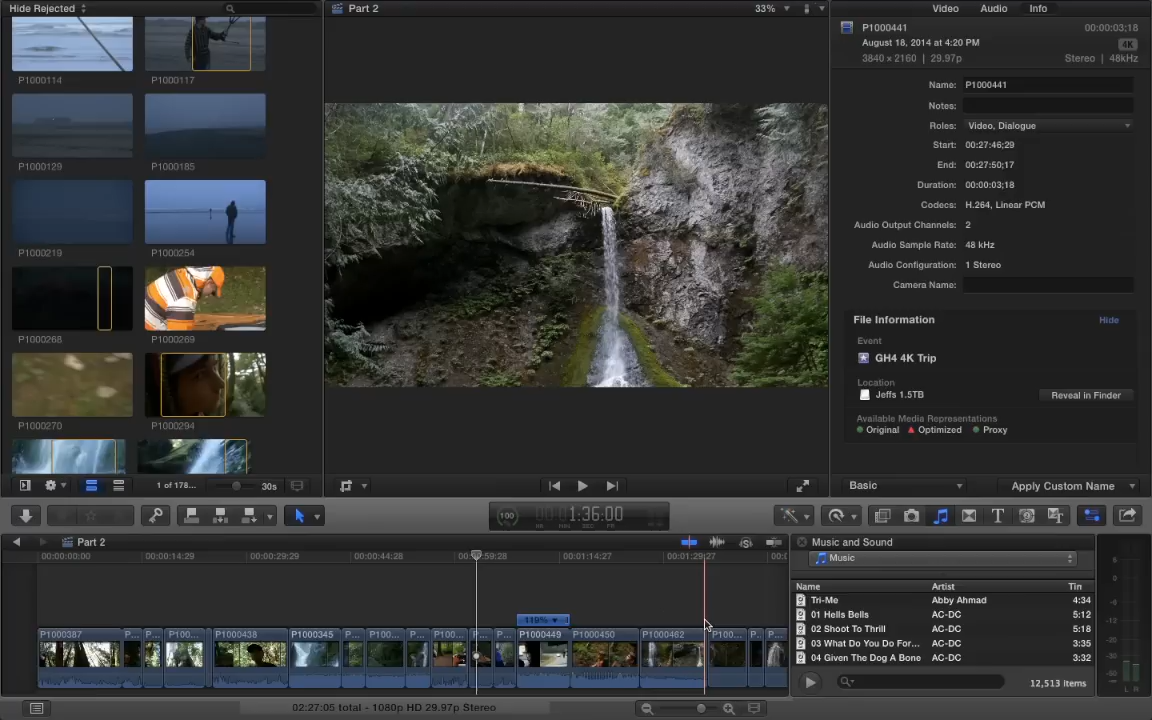 Hide Rejected
P1000114
P1000117
P1000129
P1000185
P1000219
P1000254
P1000268
P1000269
P1000270
P1000294
1 of 178...
30s
Part 2
33%
Video Audio Info
P1000441
00:00:03;18
August 18, 2014 at 4:20 PM
4K
3840 x 2160 | 29.97p
Stereo | 48kHz
Name: P1000441
Notes:
Roles: Video, Dialogue
Start: 00:27:46;29
End: 00:27:50;17
Duration: 00:00:03;18
Codecs: H.264, Linear PCM
Audio Output Channels: 2
Audio Sample Rate: 48 kHz
Audio Configuration: 1 Stereo
Camera Name:
File Information
Hide
Event
GH4 4K Trip
Location
Jeffs 1.5TB
Reveal in Finder
Available Media Representations
Original Optimized Proxy
Basic
Apply Custom Name
100
1:36:00
HR MIN SEC FR
Part 2
00:00:00:00
00:00:14:29
00:00:29:29
00:00:44:28
00:01:14:27
00:01:29:27
119%
P1000387 P... P... P100... P1000438 P1000345 P... P100... P... P100... P... P... P1000449 P1000450 P1000462 P100... P... P...
Music and Sound
Music
Name Artist Tin
Tri-Me Abby Ahmad 4:34
01 Hells Bells AC-DC 5:12
02 Shoot To Thrill AC-DC 5:18
03 What Do You Do For... AC-DC 3:35
04 Given The Dog A Bone AC-DC 3:32
12,513 items
L R
02:27:05 total - 1080p HD 29.97p Stereo